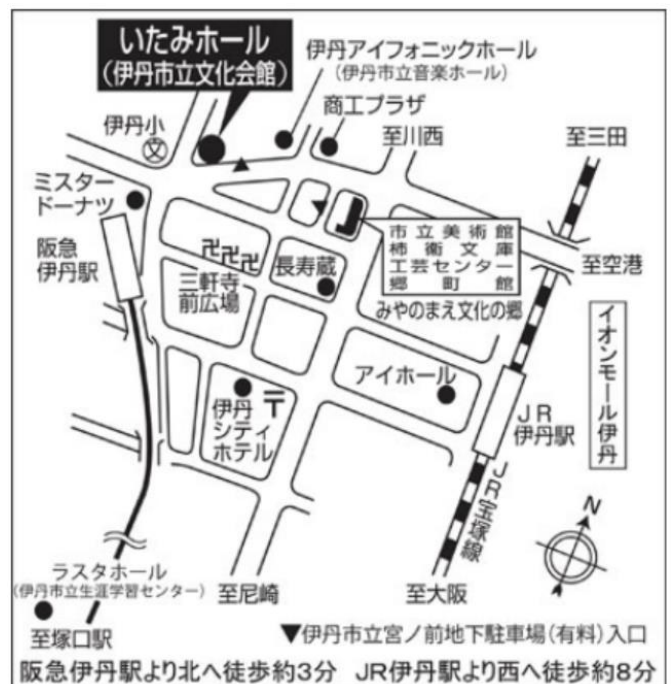 いたみホール
(伊丹市立文化会館)
伊丹アイフォニックホール
(伊丹市立音楽ホール)
商工プラザ
伊丹小
文
至川西
至三田
ミスター
ドーナツ
阪急
伊丹駅
卍卍卍
三軒寺
前広場
長寿蔵
市立美術館
柿衞文庫
工芸センター
郷町館
みやのまえ文化の郷
至空港
イオンモール伊丹
アイホール
伊丹
シティ
ホテル
〒
JR
伊丹駅
JR宝塚線
N
ラスタホール
(伊丹市立生涯学習センター)
至塚口駅
至尼崎
至大阪
▼伊丹市立宮ノ前地下駐車場(有料)入口
阪急伊丹駅より北へ徒歩約3分 JR伊丹駅より西へ徒歩約8分